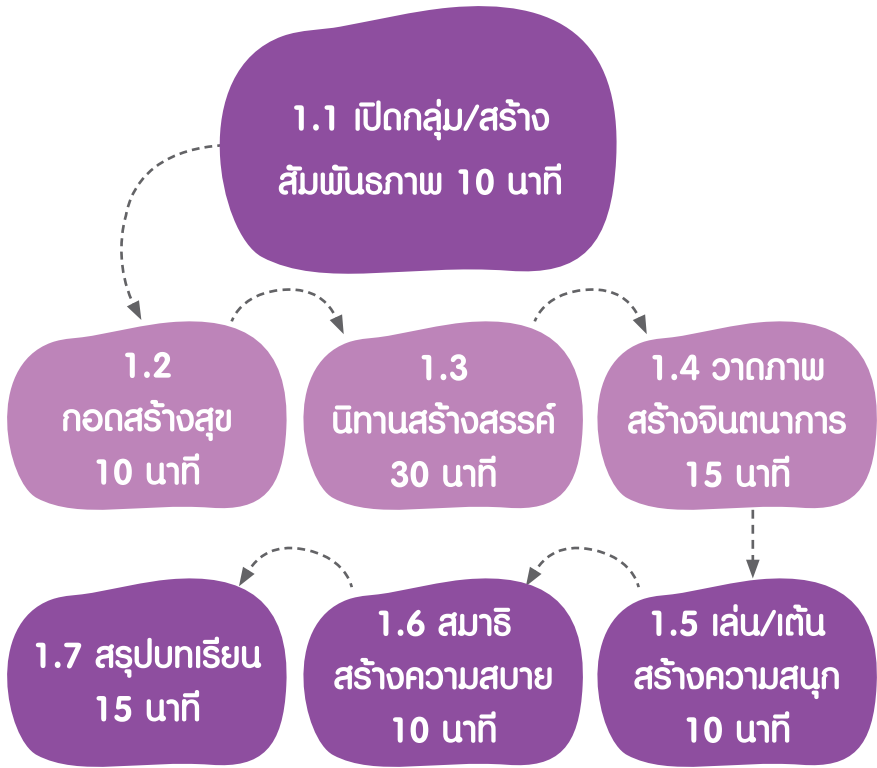 1.1 เปิดกลุ่ม/สร้าง
สัมพันธภาพ 10 นาที
1.2
กอดสร้างสุข
10 นาที
1.3
นิทานสร้างสรรค์
30 นาที
1.4 วาดภาพ
สร้างจินตนาการ
15 นาที
1.5 เล่น/เต้น
สร้างความสนุก
10 นาที
1.6 สมาธิ
สร้างความสบาย
10 นาที
1.7 สรุปบทเรียน
15 นาที